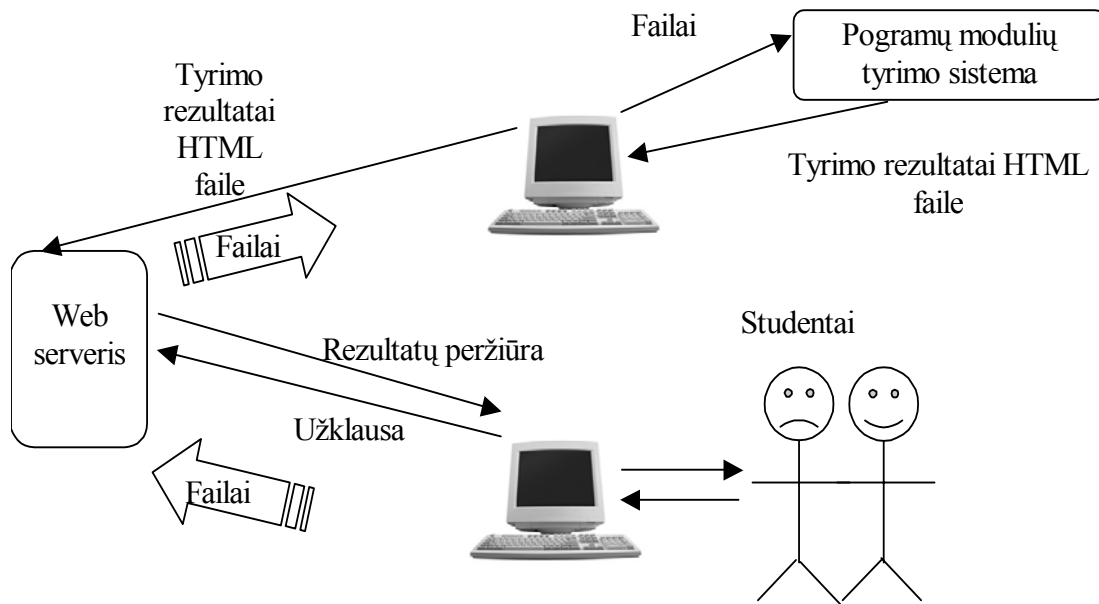 Failai
Pogramų modulių
tyrimo sistema
Tyrimo
rezultatai
HTML
faile
Tyrimo rezultatai HTML
faile
Failai
Web
serveris
Studentai
Rezultatų peržiūra
Užklausa
Failai